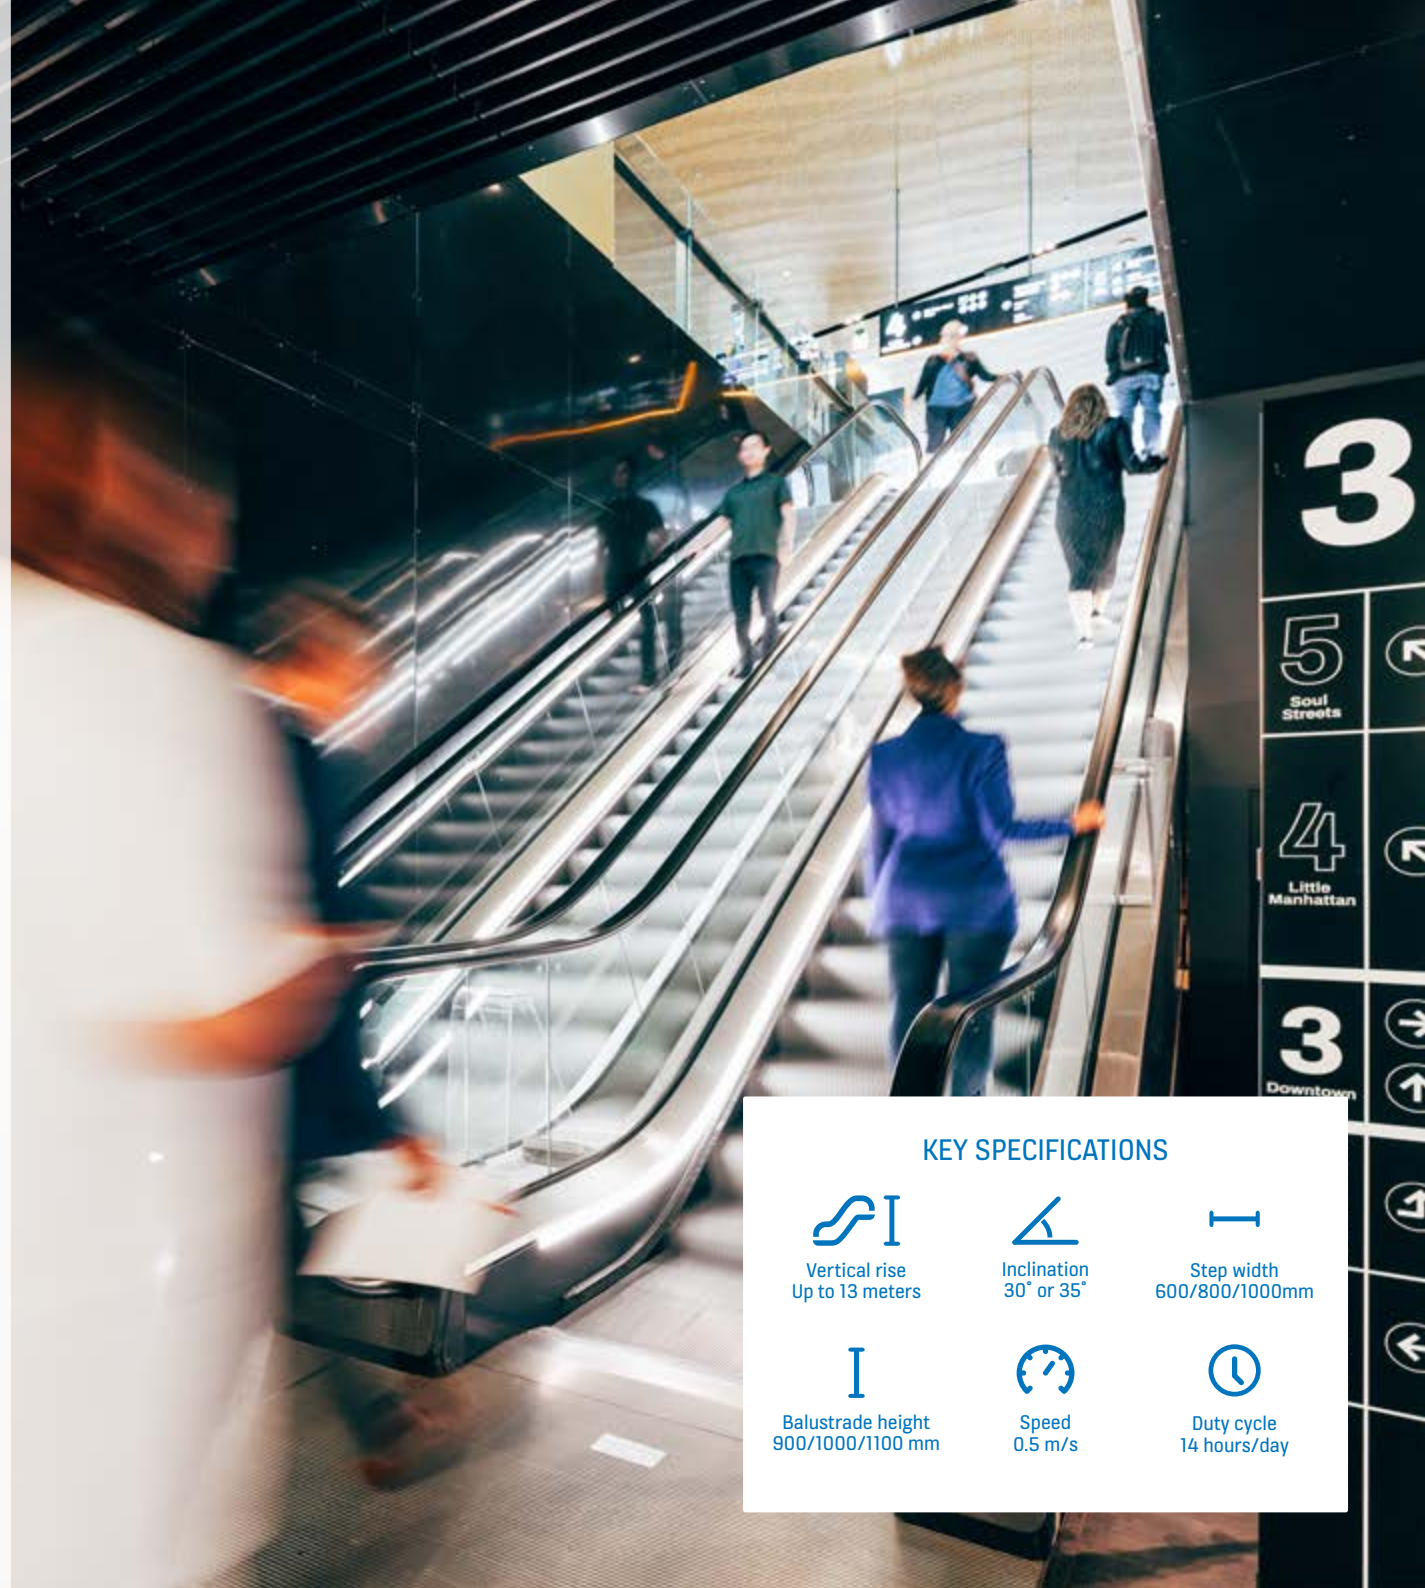 4
3
5
Soul
Streets
4
Little
Manhattan
3
Downtown
KEY SPECIFICATIONS
Vertical rise
Up to 13 meters
Inclination
30° or 35°
Step width
600/800/1000mm
Balustrade height
900/1000/1100 mm
Speed
0.5 m/s
Duty cycle
14 hours/day